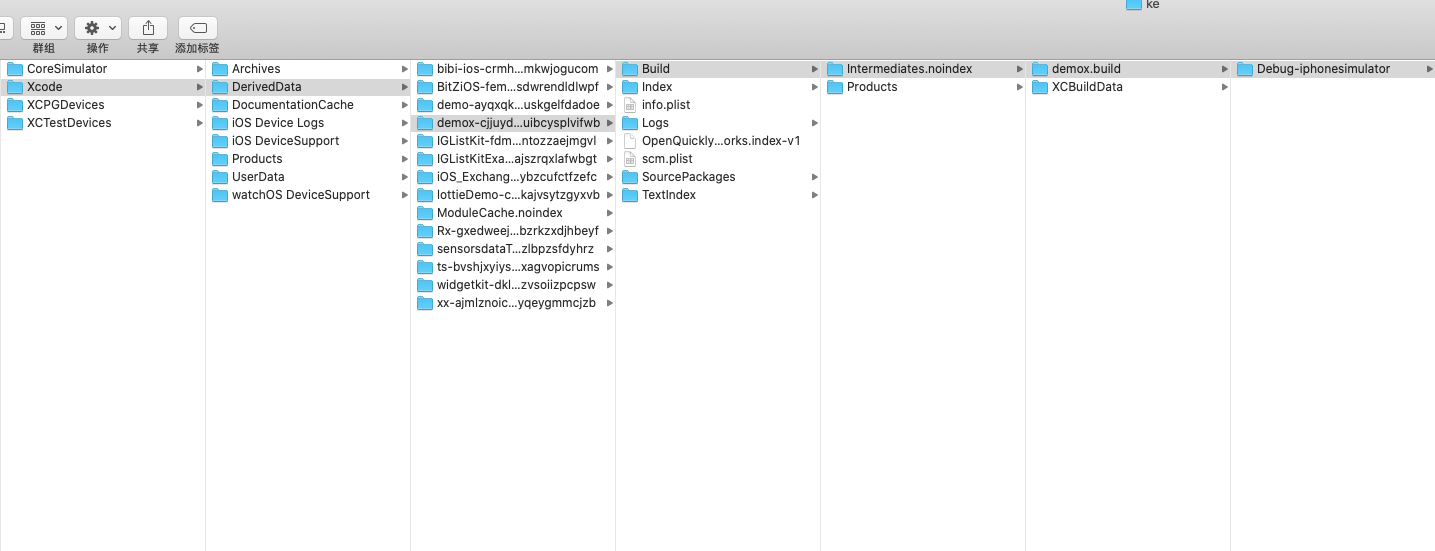 ke
群组
操作
共享
添加标签
CoreSimulator
Xcode
XCPGDevices
XCTestDevices
Archives
DerivedData
DocumentationCache
iOS Device Logs
iOS DeviceSupport
Products
UserData
watchOS DeviceSupport
bibi-ios-crmh...mkwjogucom
BitZiOS-fem...sdwrendldlwpf
demo-ayqxqk...uskgelfdadoe
demox-cjjuyd...uibcysplvifwb
IGListKit-fdm...ntozzaejmgvl
IGListKitExa...ajszrqxlafwbgt
iOS_Exchang...ybzcufctfzefc
lottieDemo-c...kajvsytzgyxvb
ModuleCache.noindex
Rx-gxedweej...bzrkzxdjhbeyf
sensorsdataT...zlbpzsfdyhrz
ts-bvshjxyiys...xagvopicrums
widgetkit-dkl...zvsoiizpcpsw
xx-ajmlznoic...yqeygmmcjzb
Build
Index
info.plist
Logs
OpenQuickly...orks.index-v1
scm.plist
SourcePackages
TextIndex
Intermediates.noindex
Products
demox.build
XCBuildData
Debug-iphonesimulator